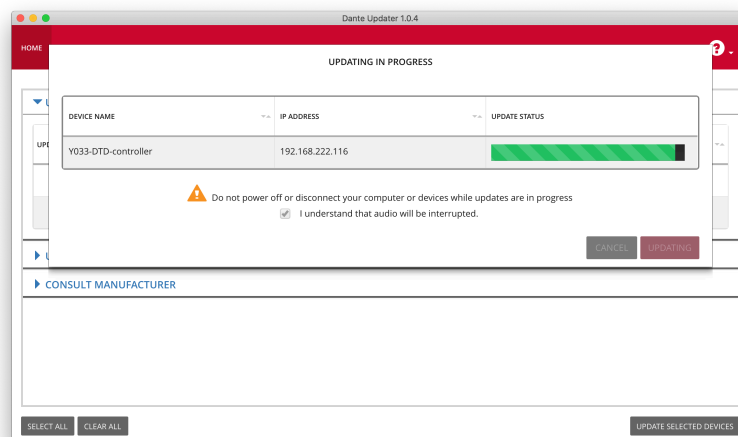 Dante Updater 1.0.4
HOME
?
UPDATING IN PROGRESS
DEVICE NAME IP ADDRESS UPDATE STATUS
Y033-DTD-controller 192.168.222.116
Do not power off or disconnect your computer or devices while updates are in progress
I understand that audio will be interrupted.
CANCEL UPDATING
CONSULT MANUFACTURER
SELECT ALL CLEAR ALL UPDATE SELECTED DEVICES